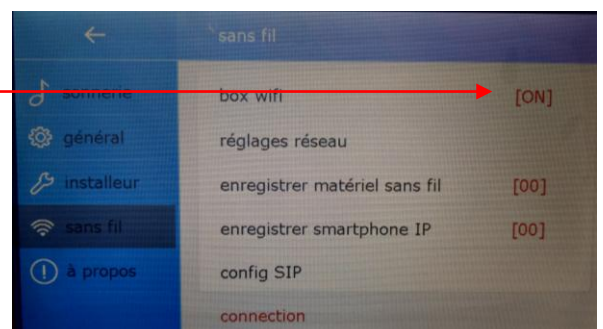 ←
sans fil
sonnerie
général
installeur
sans fil
à propos
box wifi [ON]
réglages réseau
enregistrer matériel sans fil [00]
enregistrer smartphone IP [00]
config SIP
connection